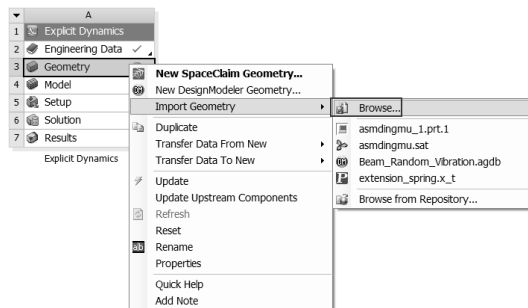 A
1 Explicit Dynamics
2 Engineering Data
3 Geometry
4 Model
5 Setup
6 Solution
7 Results
Explicit Dynamics
New SpaceClaim Geometry...
New DesignModeler Geometry...
Import Geometry
Duplicate
Transfer Data From New
Transfer Data To New
Update
Update Upstream Components
Refresh
Reset
ab Rename
Properties
Quick Help
Add Note
Browse...
asmdingmu_1.prt.1
asmdingmu.sat
Beam_Random_Vibration.agdb
extension_spring.x_t
Browse from Repository...